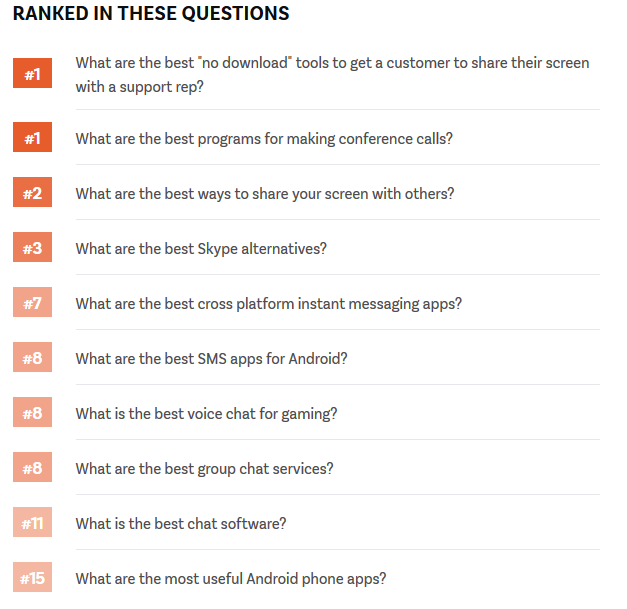 RANKED IN THESE QUESTIONS
#1
What are the best "no download" tools to get a customer to share their screen
with a support rep?
#1
What are the best programs for making conference calls?
#2
What are the best ways to share your screen with others?
#3
What are the best Skype alternatives?
#7
What are the best cross platform instant messaging apps?
#8
What are the best SMS apps for Android?
#8
What is the best voice chat for gaming?
#8
What are the best group chat services?
#11
What is the best chat software?
#15
What are the most useful Android phone apps?